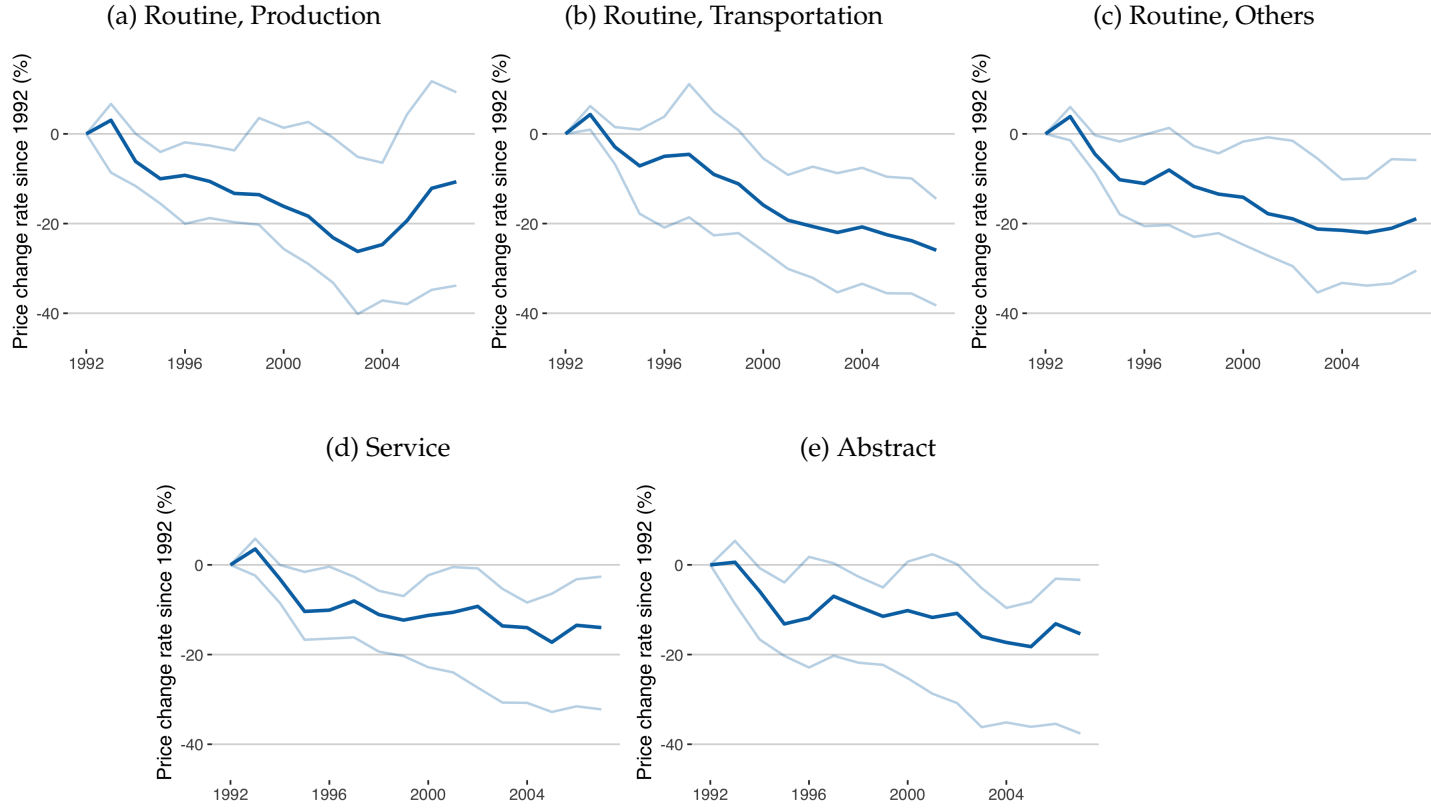 (a) Routine, Production
Price change rate since 1992 (%)
0
-20
-40
1992 1996 2000 2004
(b) Routine, Transportation
Price change rate since 1992 (%)
0
-20
-40
1992 1996 2000 2004
(c) Routine, Others
Price change rate since 1992 (%)
0
-20
-40
1992 1996 2000 2004
(d) Service
Price change rate since 1992 (%)
0
-20
-40
1992 1996 2000 2004
(e) Abstract
Price change rate since 1992 (%)
0
-20
-40
1992 1996 2000 2004